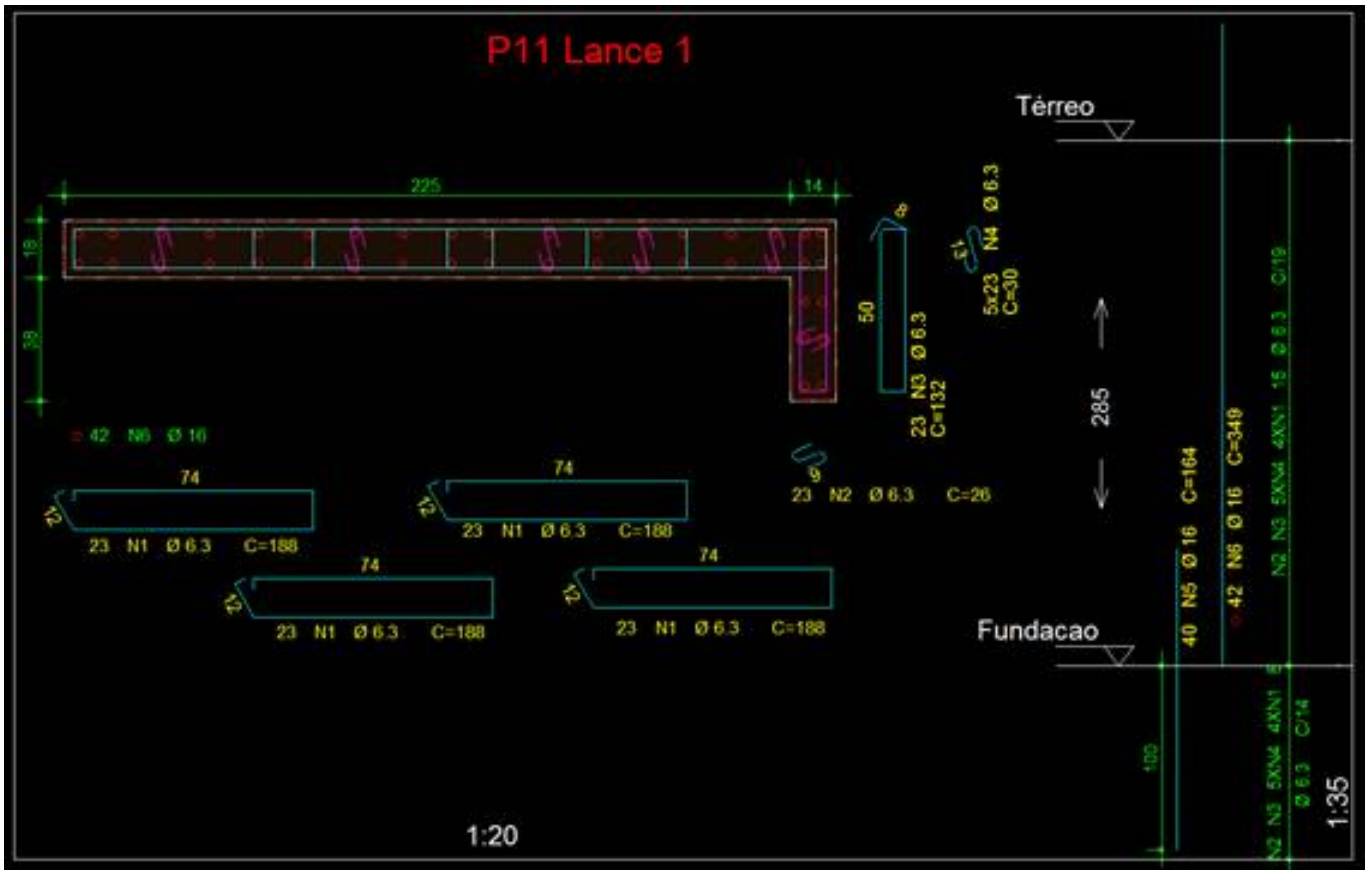 P11 Lance 1
Térreo
225
14
18
38
8
50
23 N3 Ø 6.3
C=132
13
5x23 N4 Ø 6.3
C=30
285
42 N6 Ø 16
74
12
23 N1 Ø 6.3 C=188
74
12
23 N1 Ø 6.3 C=188
9
23 N2 Ø 6.3 C=26
74
12
23 N1 Ø 6.3 C=188
74
12
23 N1 Ø 6.3 C=188
40 N5 Ø 16 C=164
42 N6 Ø 16 C=349
N2 N3 5XN4 4XN1 15 Ø 6.3 C/19
Fundacao
100
N2 N3 5XN4 4XN1
Ø 6.3 C/14
1:20
1:35